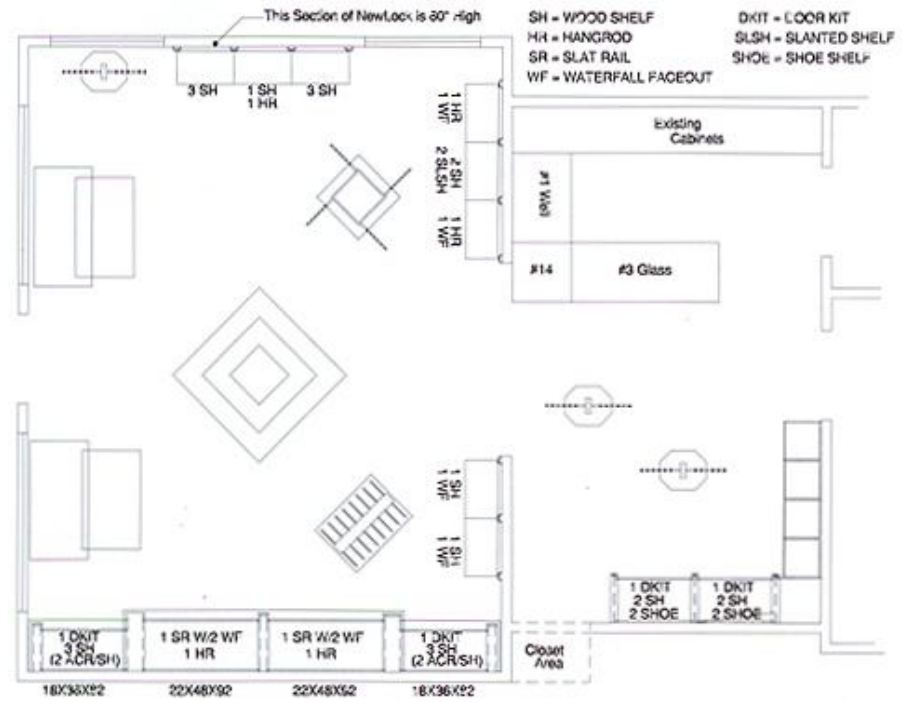 This Section of NewLock is 80" High
SH = WOOD SHELF
HR = HANGROD
SR = SLAT RAIL
WF = WATERFALL FACEOUT
DKIT = DOOR KIT
SLSH = SLANTED SHELF
SHOE = SHOE SHELF
3 SH
1 SH
1 HR
3 SH
1 HR
1 WF
2 SH
2 SLSH
1 HR
1 WF
Existing
Cabinets
#1 Well
#14
#3 Glass
1 SH
1 WF
1 SH
1 WF
1 DKIT
2 SH
2 SHOE
1 DKIT
2 SH
2 SHOE
1 DKIT
3 SH
(2 ACR/SH)
1 SR W/2 WF
1 HR
1 SR W/2 WF
1 HR
1 DKIT
3 SH
(2 ACR/SH)
Closet
Area
18X36X92
22X48X92
22X48X92
18X36X92